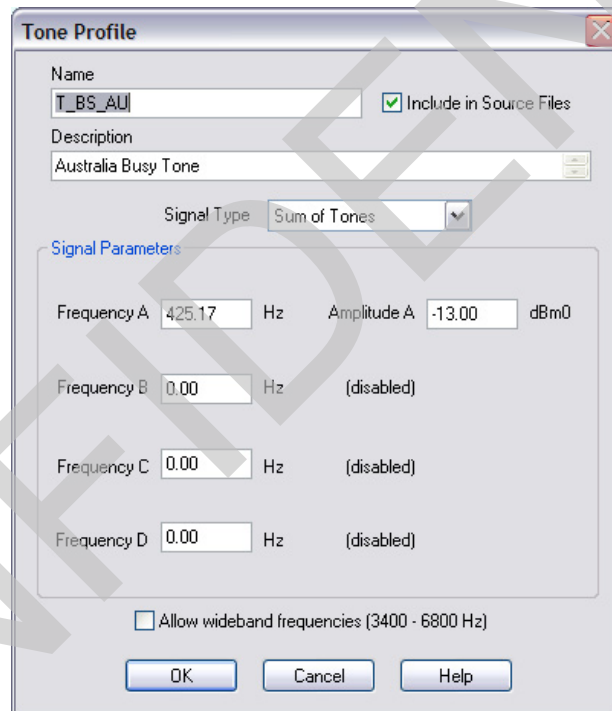 Tone Profile
Name
T_BS_AU
Include in Source Files
Description
Australia Busy Tone
Signal Type Sum of Tones
Signal Parameters
Frequency A 425.17 Hz Amplitude A -13.00 dBm0
Frequency B 0.00 Hz (disabled)
Frequency C 0.00 Hz (disabled)
Frequency D 0.00 Hz (disabled)
Allow wideband frequencies (3400 - 6800 Hz)
OK Cancel Help